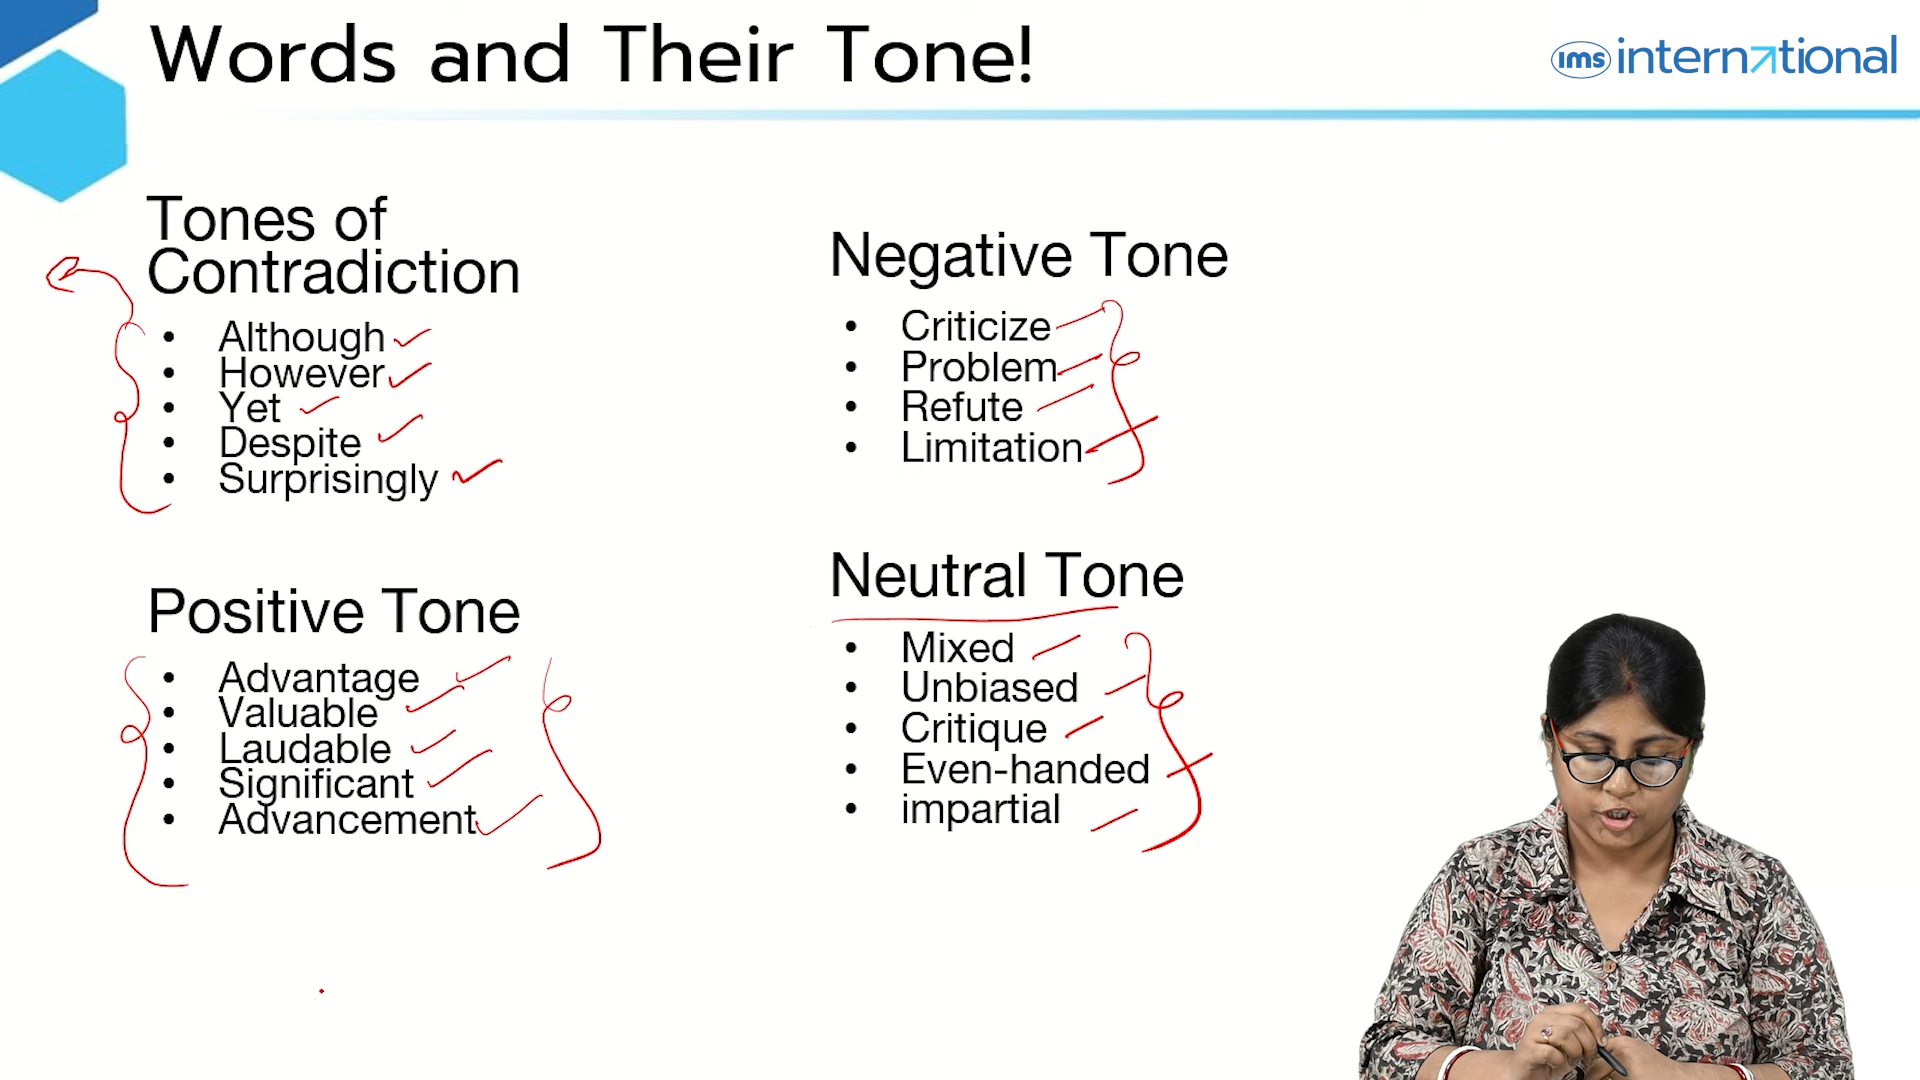 Words and Their Tone!
ims international
Tones of
Contradiction
• Although
• However
• Yet
• Despite
• Surprisingly
Positive Tone
• Advantage
• Valuable
• Laudable
• Significant
• Advancement
Negative Tone
• Criticize
• Problem
• Refute
• Limitation
Neutral Tone
• Mixed
• Unbiased
• Critique
• Even-handed
• impartial